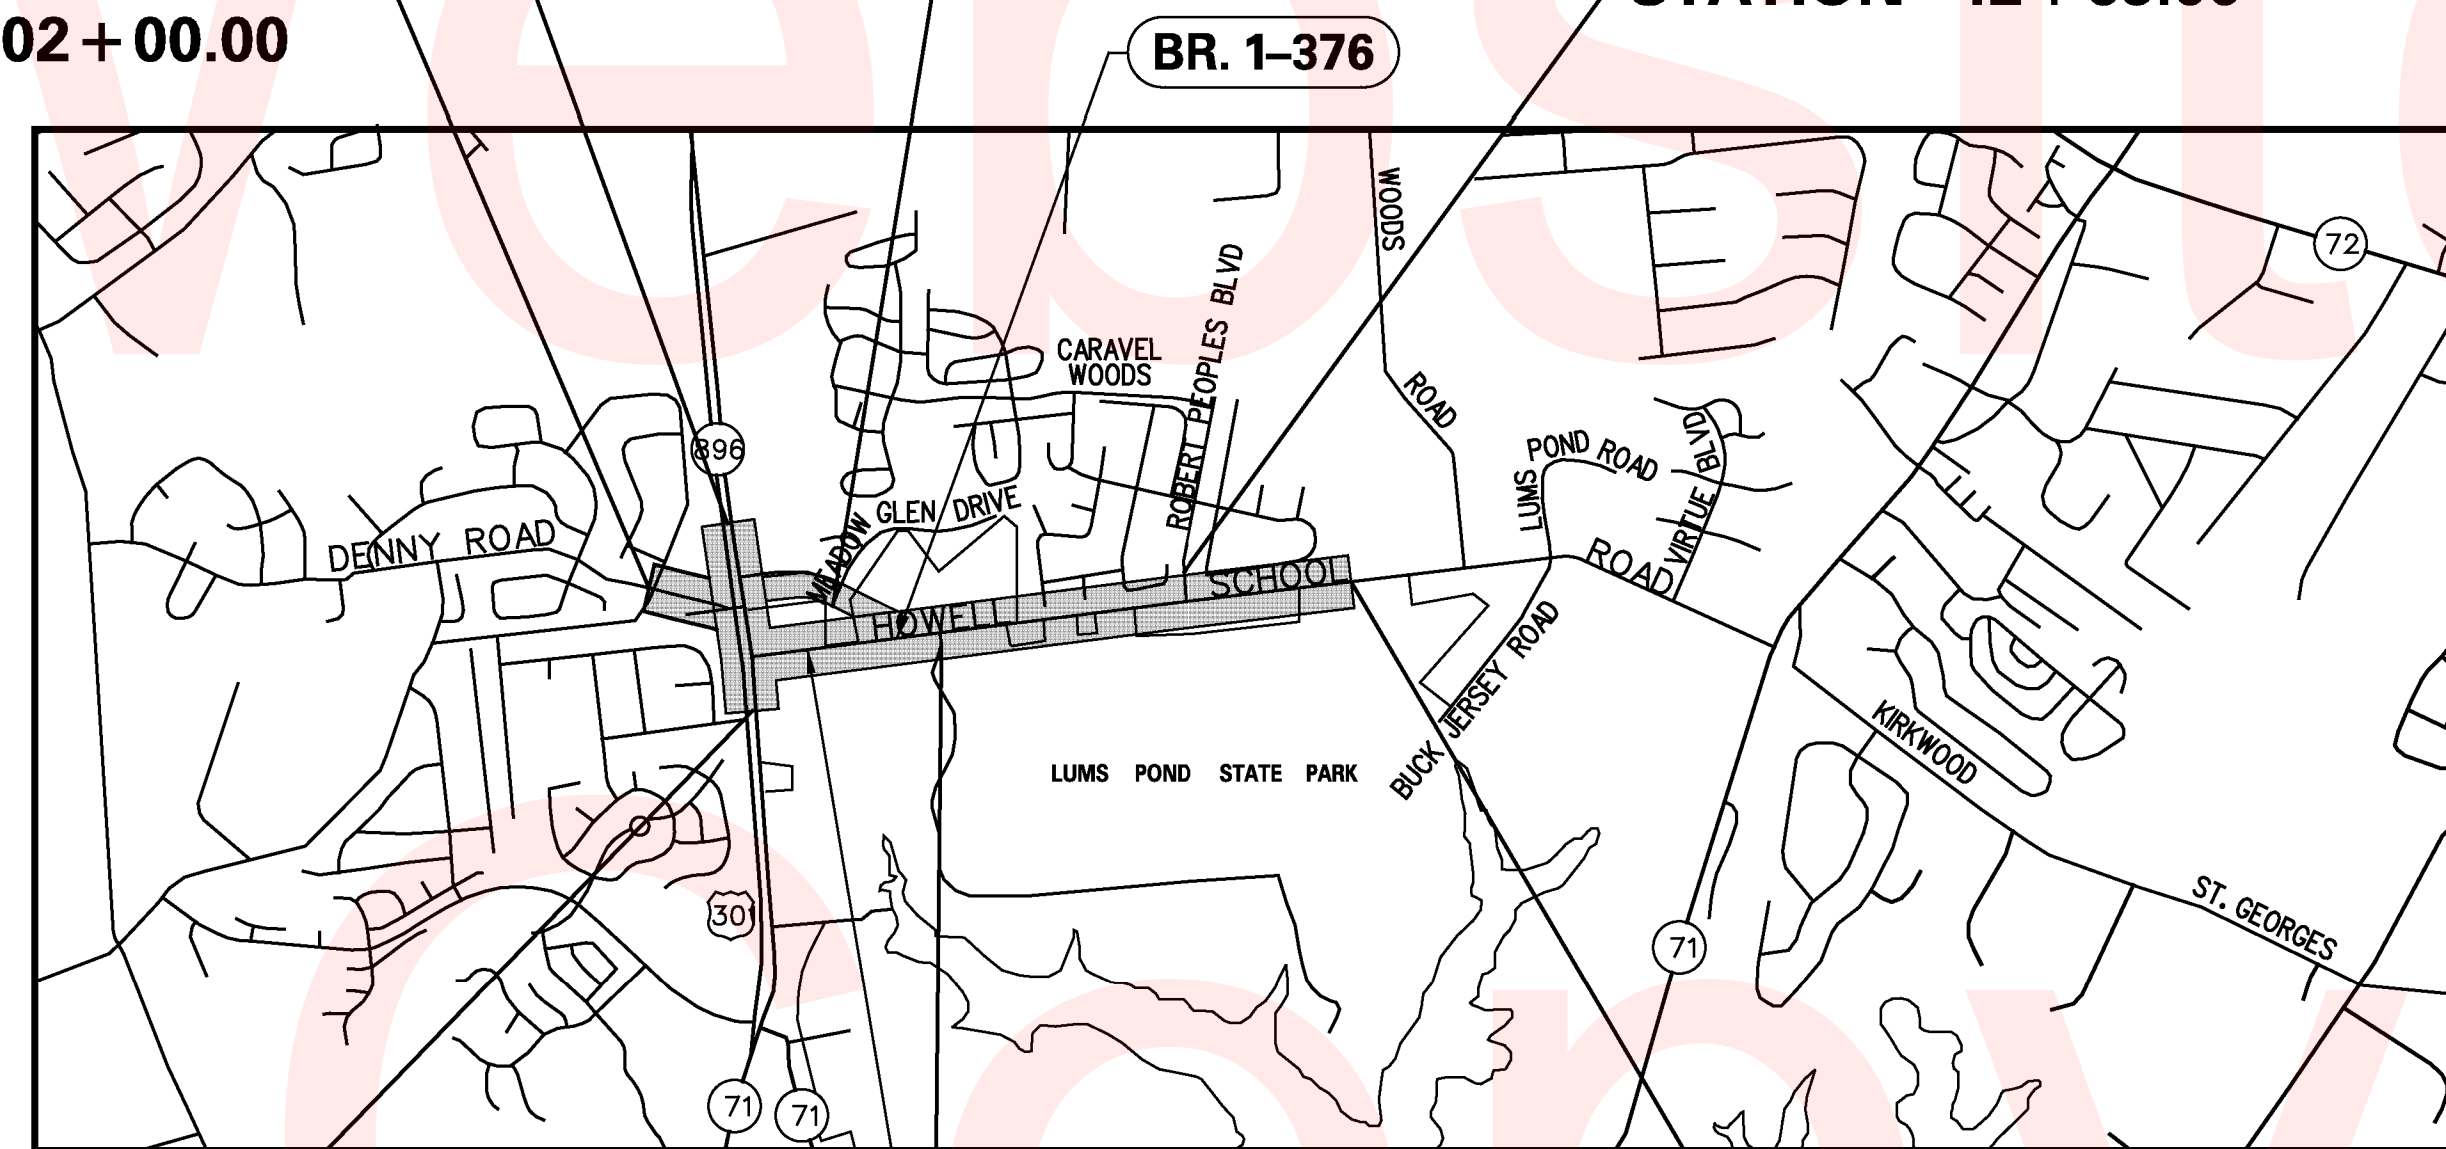 02 + 00.00
BR. 1–376
WOODS
72
ROBERT PEOPLES BLVD
CARAVEL
WOODS
ROAD
896
POND ROAD
LUMS
VIRTUE BLVD
GLEN DRIVE
MEADOW
DENNY ROAD
ROAD
SCHOOL
HOWELL
BUCK JERSEY ROAD
KIRKWOOD
LUMS POND STATE PARK
ST. GEORGES
301
71
71
71